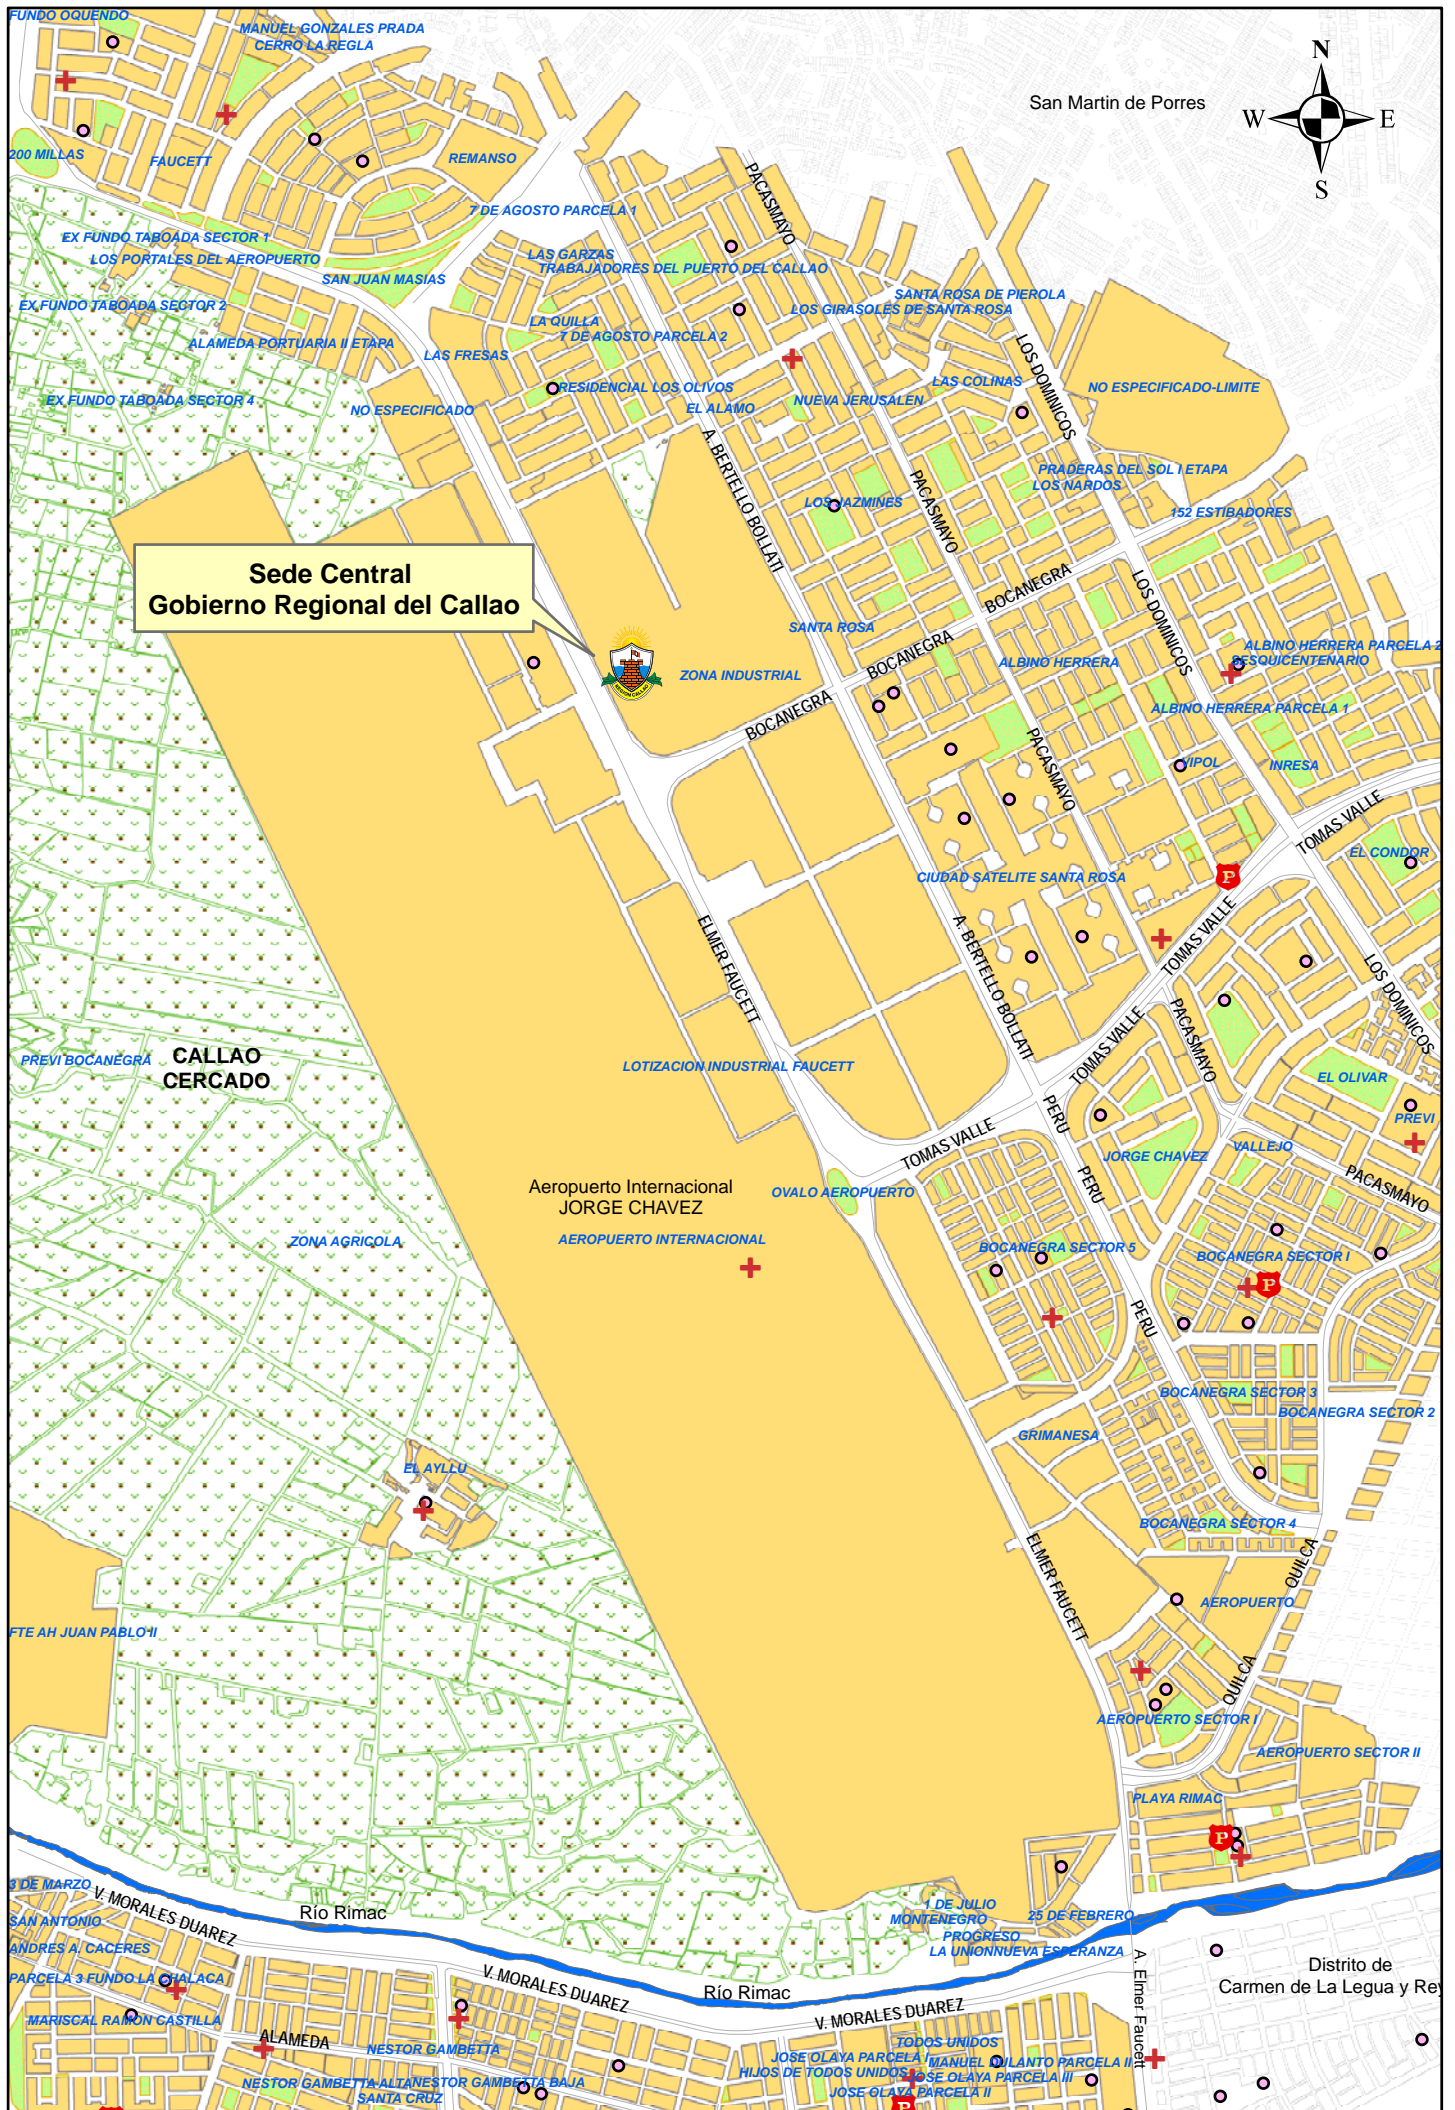 FUNDO OQUENDO
MANUEL GONZALES PRADA
CERRO LA REGLA
N
San Martin de Porres
W
E
S
200 MILLAS
FAUCETT
REMANSO
PACASMAYO
7 DE AGOSTO PARCELA 1
EX FUNDO TABOADA SECTOR 1
LOS PORTALES DEL AEROPUERTO
LAS GARZAS
TRABAJADORES DEL PUERTO DEL CALLAO
SAN JUAN MASIAS
SANTA ROSA DE PIEROLA
EX FUNDO TABOADA SECTOR 2
LOS GIRASOLES DE SANTA ROSA
LA QUILLA
7 DE AGOSTO PARCELA 2
ALAMEDA PORTUARIA II ETAPA
LAS FRESAS
LOS DOMINICOS
LAS COLINAS
RESIDENCIAL LOS OLIVOS
NO ESPECIFICADO-LIMITE
EX FUNDO TABOADA SECTOR 4
NO ESPECIFICADO
EL ALAMO
NUEVA JERUSALEN
A. BERTELLO BOLLATI
PACASMAYO
PRADERAS DEL SOL I ETAPA
LOS NARDOS
LOS JAZMINES
152 ESTIBADORES
Sede Central
Gobierno Regional del Callao
BOCANEGRA
LOS DOMINICOS
SANTA ROSA
BOCANEGRA
ALBINO HERRERA PARCELA 2
SESQUICENTENARIO
ALBINO HERRERA
REGION CALLAO
ZONA INDUSTRIAL
BOCANEGRA
ALBINO HERRERA PARCELA 1
PACASMAYO
VIPOL
INRESA
TOMAS VALLE
EL CONDOR
CIUDAD SATELITE SANTA ROSA
P
ELMER FAUCETT
A. BERTELLO BOLLATI
TOMAS VALLE
LOS DOMINICOS
PACASMAYO
TOMAS VALLE
PREVI BOCANEGRA
CALLAO
CERCADO
LOTIZACION INDUSTRIAL FAUCETT
EL OLIVAR
PERU
PREVI
TOMAS VALLE
JORGE CHAVEZ
VALLEJO
PERU
PACASMAYO
Aeropuerto Internacional
JORGE CHAVEZ
OVALO AEROPUERTO
ZONA AGRICOLA
AEROPUERTO INTERNACIONAL
BOCANEGRA SECTOR 5
BOCANEGRA SECTOR I
P
PERU
BOCANEGRA SECTOR 3
BOCANEGRA SECTOR 2
GRIMANESA
EL AYLLU
BOCANEGRA SECTOR 4
ELMER FAUCETT
QUILCA
AEROPUERTO
FTE AH JUAN PABLO II
QUILCA
AEROPUERTO SECTOR I
AEROPUERTO SECTOR II
PLAYA RIMAC
P
3 DE MARZO
V. MORALES DUAREZ
Río Rimac
1 DE JULIO
MONTENEGRO
25 DE FEBRERO
SAN ANTONIO
PROGRESO
ANDRES A. CACERES
LA UNION
NUEVA ESPERANZA
A. Elmer Faucett
Distrito de
Carmen de La Legua y Rey
PARCELA 3 FUNDO LA CHALACA
V. MORALES DUAREZ
Río Rimac
V. MORALES DUAREZ
MARISCAL RAMON CASTILLA
ALAMEDA
NESTOR GAMBETTA
TODOS UNIDOS
JOSE OLAYA PARCELA I
MANUEL DULANTO PARCELA II
HIJOS DE TODOS UNIDOS
JOSE OLAYA PARCELA III
NESTOR GAMBETTA ALTA
NESTOR GAMBETTA BAJA
SANTA CRUZ
JOSE OLAYA PARCELA II
P